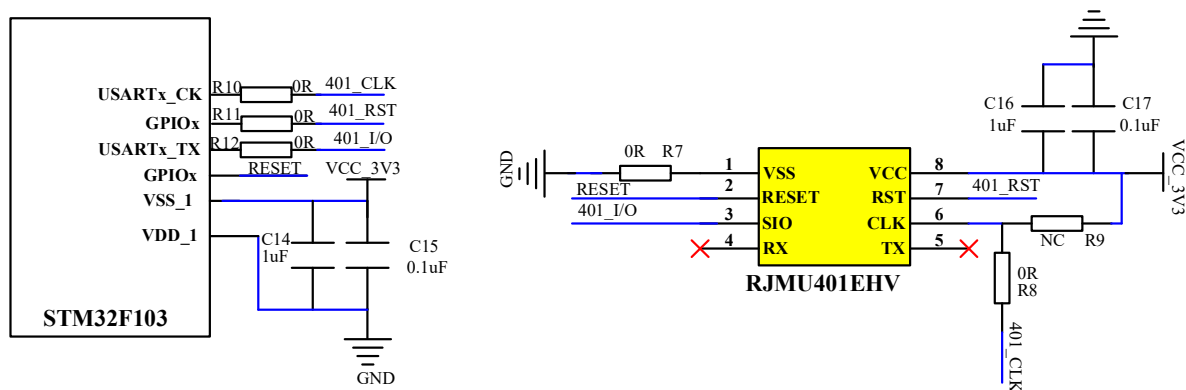 USARTx_CK R10 0R 401_CLK
GPIOx R11 0R 401_RST
USARTx_TX R12 0R 401_I/O
GPIOx RESET
VCC_3V3
VSS_1
VDD_1
C14
1uF
C15
0.1uF
STM32F103
GND
C16
1uF
C17
0.1uF
GND
0R R7
1 VSS VCC 8
VCC_3V3
RESET 2 RESET RST 7 401_RST
401_I/O 3 SIO CLK 6
NC R9
4 RX TX 5
RJMU401EHV
0R
R8
401_CLK